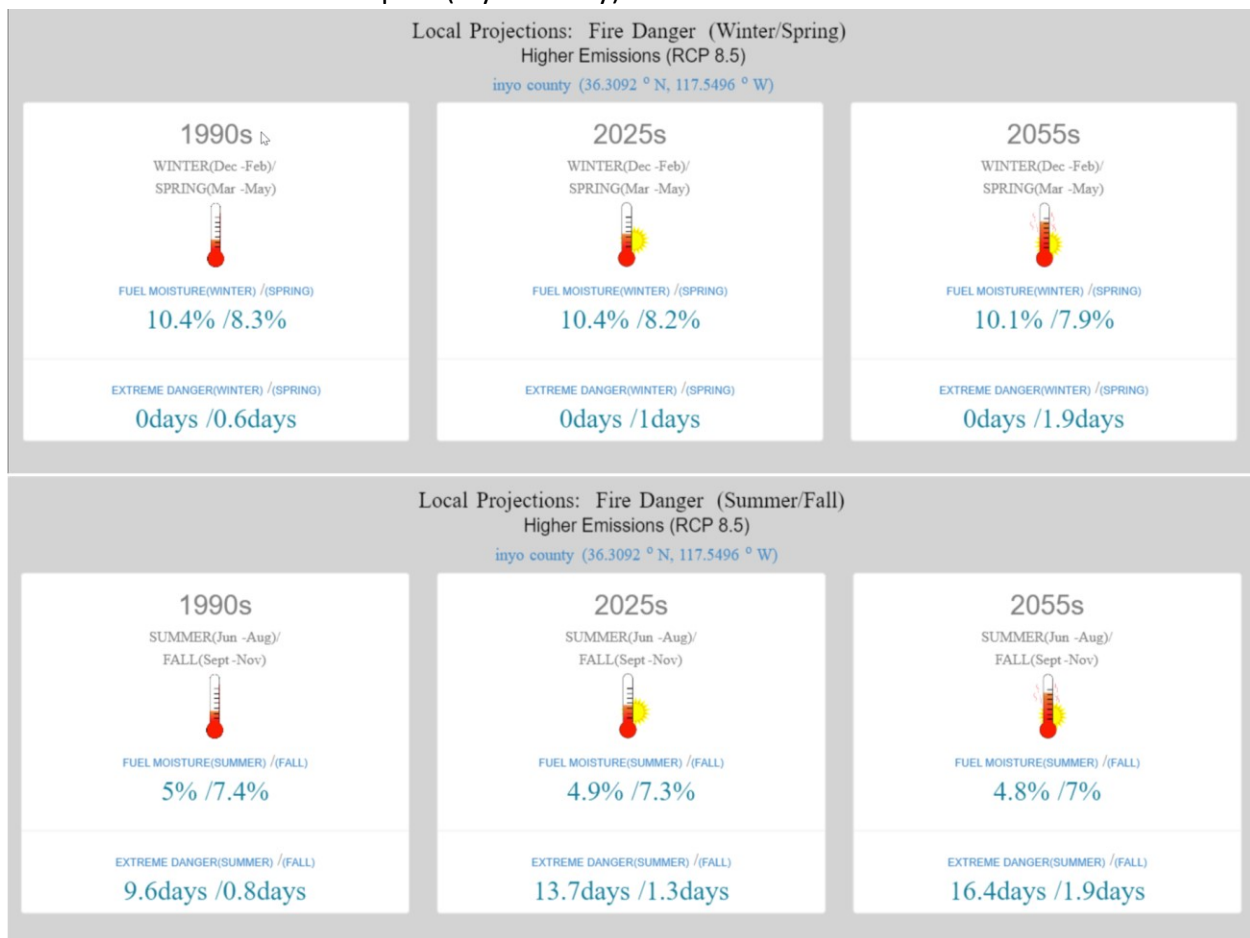 Local Projections: Fire Danger (Winter/Spring)
Higher Emissions (RCP 8.5)
inyo county (36.3092 ° N, 117.5496 ° W)
1990s
WINTER(Dec -Feb)/
SPRING(Mar -May)
FUEL MOISTURE(WINTER) /(SPRING)
10.4% /8.3%
EXTREME DANGER(WINTER) /(SPRING)
0days /0.6days
2025s
WINTER(Dec -Feb)/
SPRING(Mar -May)
FUEL MOISTURE(WINTER) /(SPRING)
10.4% /8.2%
EXTREME DANGER(WINTER) /(SPRING)
0days /1days
2055s
WINTER(Dec -Feb)/
SPRING(Mar -May)
FUEL MOISTURE(WINTER) /(SPRING)
10.1% /7.9%
EXTREME DANGER(WINTER) /(SPRING)
0days /1.9days
Local Projections: Fire Danger (Summer/Fall)
Higher Emissions (RCP 8.5)
inyo county (36.3092 ° N, 117.5496 ° W)
1990s
SUMMER(Jun -Aug)/
FALL(Sept -Nov)
FUEL MOISTURE(SUMMER) /(FALL)
5% /7.4%
EXTREME DANGER(SUMMER) /(FALL)
9.6days /0.8days
2025s
SUMMER(Jun -Aug)/
FALL(Sept -Nov)
FUEL MOISTURE(SUMMER) /(FALL)
4.9% /7.3%
EXTREME DANGER(SUMMER) /(FALL)
13.7days /1.3days
2055s
SUMMER(Jun -Aug)/
FALL(Sept -Nov)
FUEL MOISTURE(SUMMER) /(FALL)
4.8% /7%
EXTREME DANGER(SUMMER) /(FALL)
16.4days /1.9days